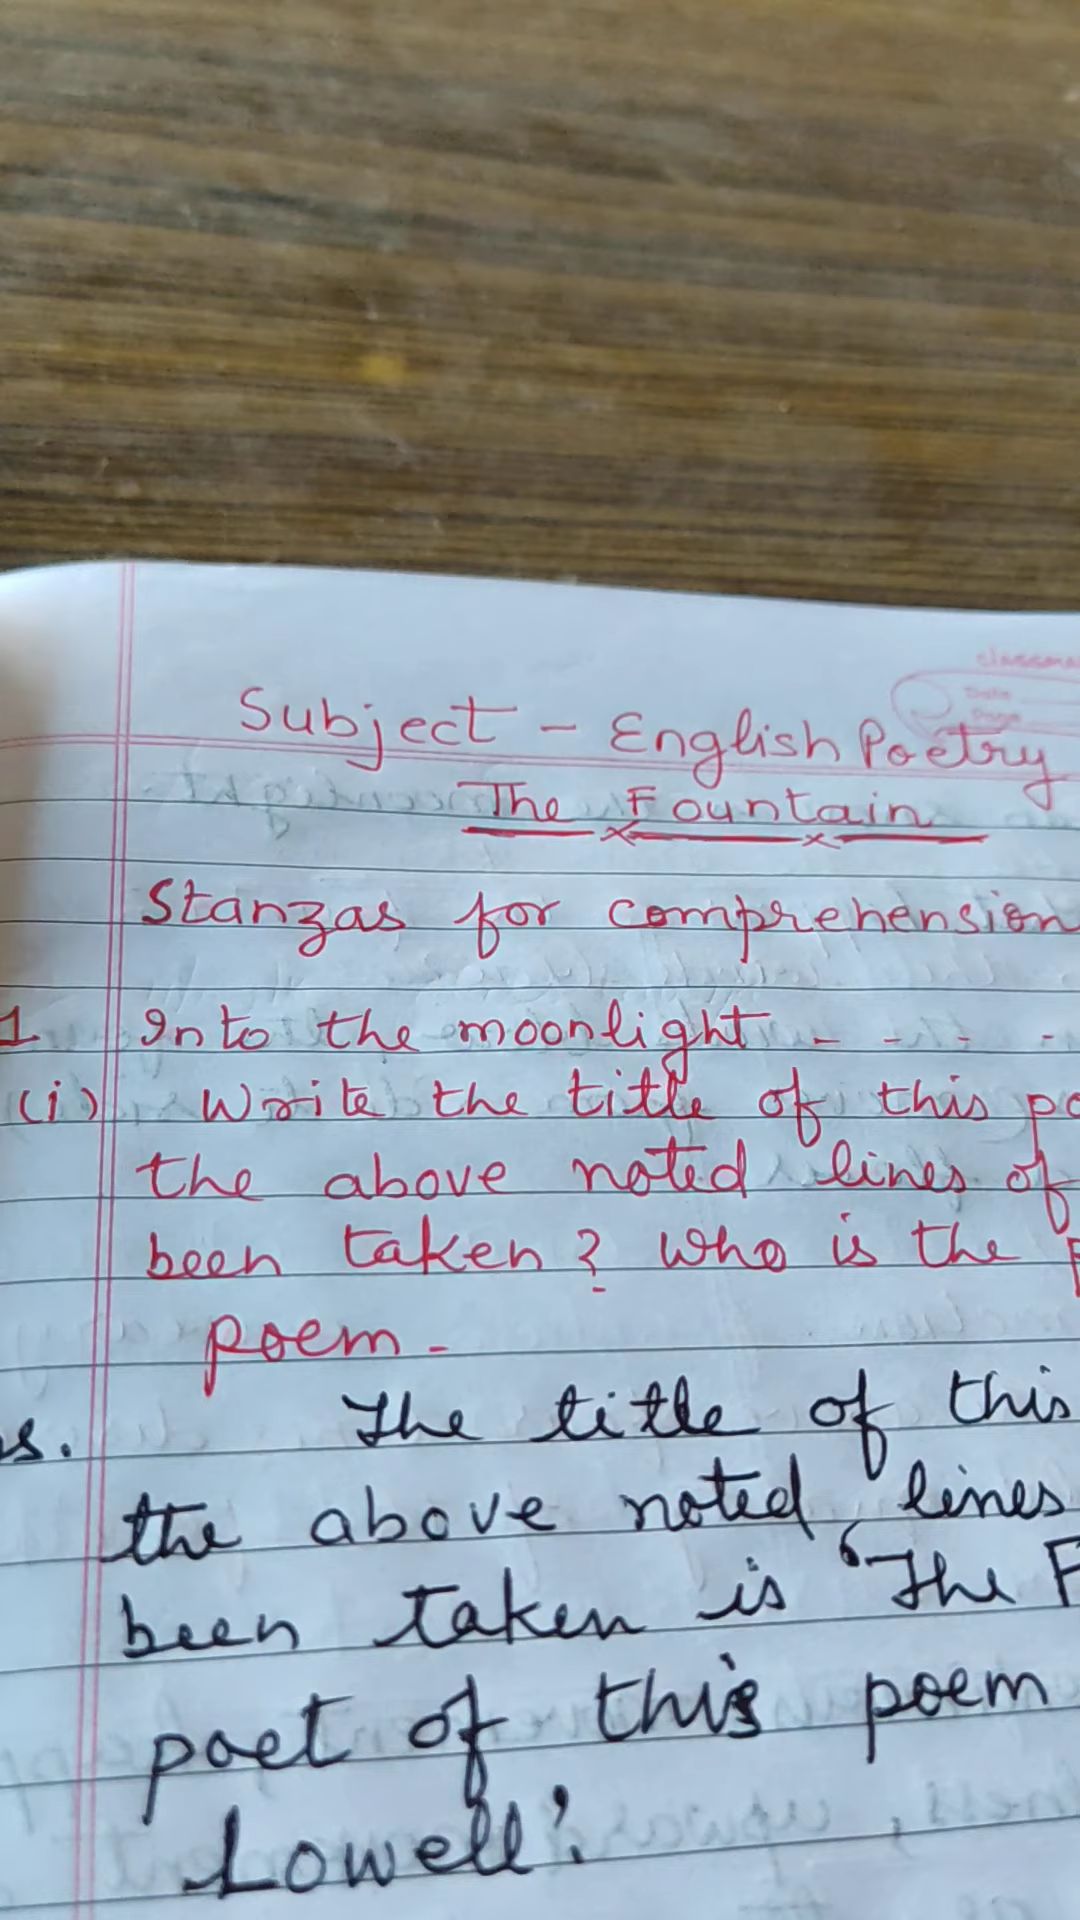 Subject - English Poetry
The Fountain
Stanzas for comprehension
1 Into the moonlight - - - -
(i) Write the title of this
the above noted lines of
been taken? Who is the
poem.
The title of this
the above noted lines
been taken is "The
poet of this poem
Lowell'.